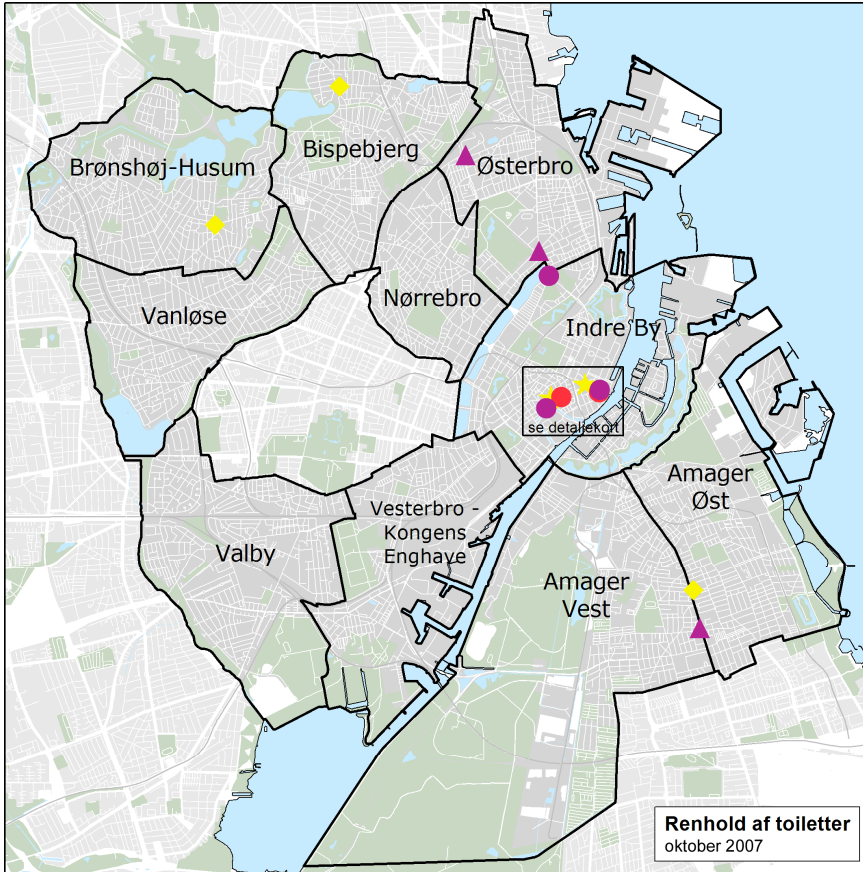 Brønshøj-Husum
Bispebjerg
Østerbro
Vanløse
Nørrebro
Indre By
se detaljekort
Amager
Øst
Vesterbro -
Kongens
Enghave
Valby
Amager
Vest
Renhold af toiletter
oktober 2007